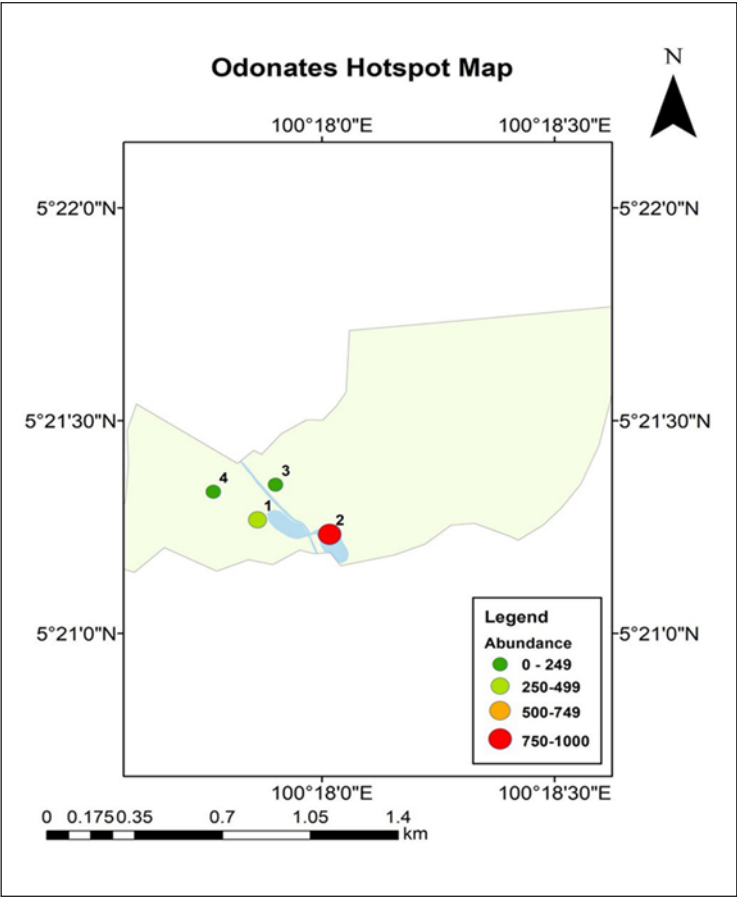 Odonates Hotspot Map
N
100°18'0"E 100°18'30"E
5°22'0"N 5°22'0"N
5°21'30"N 5°21'30"N
4 3
1 2
5°21'0"N 5°21'0"N
Legend
Abundance
0 - 249
250-499
500-749
750-1000
100°18'0"E 100°18'30"E
0 0.175 0.35 0.7 1.05 1.4
km